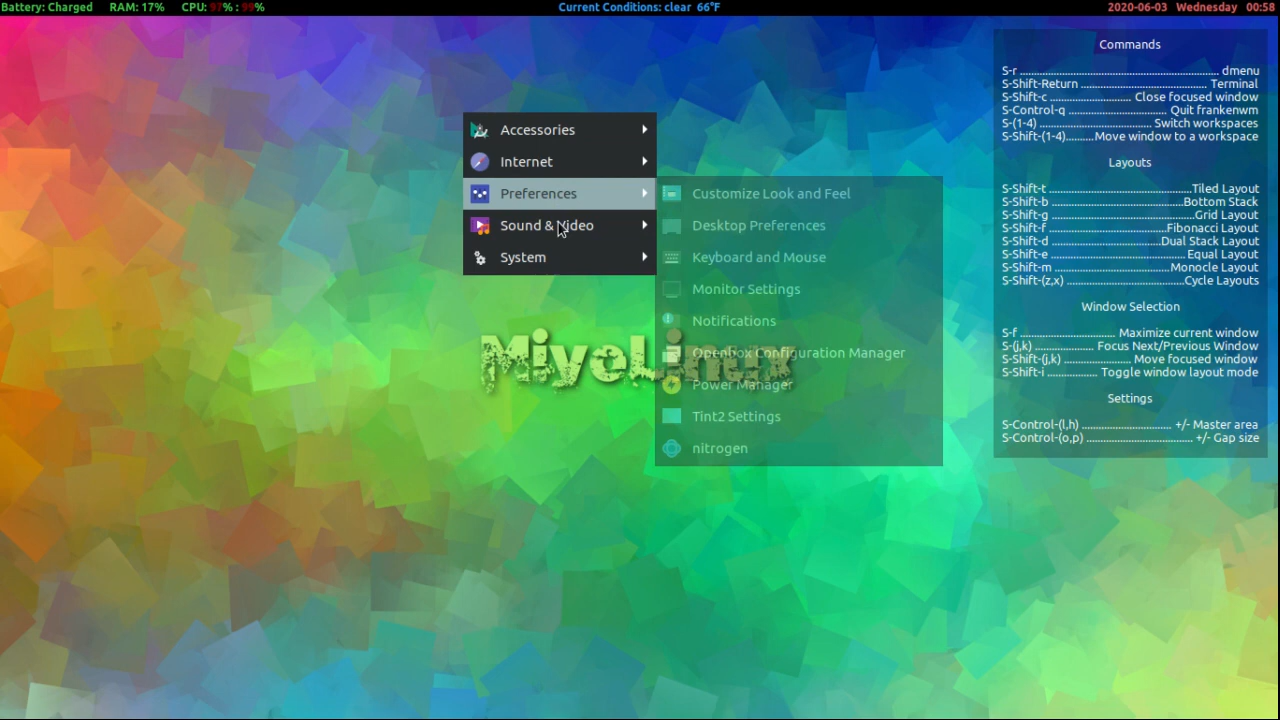 Battery: Charged RAM: 17% CPU: 97% : 99% Current Conditions: clear 66°F 2020-06-03 Wednesday 00:58
Accessories
Internet
Preferences
Sound & Video
System
Customize Look and Feel
Desktop Preferences
Keyboard and Mouse
Monitor Settings
Notifications
Openbox Configuration Manager
Power Manager
Tint2 Settings
nitrogen
MiyoLinux
Commands
S-r ........................................................ dmenu
S-Shift-Return ................................... Terminal
S-Shift-c ....................... Close focused window
S-Control-q ........................... Quit frankenwm
S-(1-4) ............................... Switch workspaces
S-Shift-(1-4)........Move window to a workspace
Layouts
S-Shift-t ...........................................Tiled Layout
S-Shift-b .........................................Bottom Stack
S-Shift-g ............................................Grid Layout
S-Shift-f ....................................Fibonacci Layout
S-Shift-d ..................................Dual Stack Layout
S-Shift-e ......................................... Equal Layout
S-Shift-m .....................................Monocle Layout
S-Shift-(z,x) .................................Cycle Layouts
Window Selection
S-f ............................ Maximize current window
S-(j,k) ................ Focus Next/Previous Window
S-Shift-(j,k) ..................... Move focused window
S-Shift-i ............... Toggle window layout mode
Settings
S-Control-(l,h) ......................... +/- Master area
S-Control-(o,p) .............................. +/- Gap size